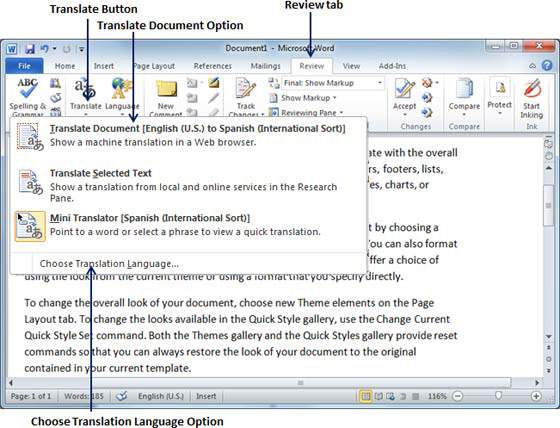 Translate Button
Review tab
Translate Document Option
Document1 - Microsoft Word
File Home Insert Page Layout References Mailings Review View Add-Ins
ABC
Spelling & Grammar
Translate
Language
New Comment
Track Changes
Final: Show Markup
Show Markup
Reviewing Pane
Accept
Compare
Protect
Start Inking
Changes Compare Ink
Translate Document [English (U.S.) to Spanish (International Sort)]
Show a machine translation in a Web browser.
Translate Selected Text
Show a translation from local and online services in the Research
Pane.
Mini Translator [Spanish (International Sort)]
Point to a word or select a phrase to view a quick translation.
Choose Translation Language...
ate with the overall
ers, footers, lists,
es, charts, or
t by choosing a
You can also format
ffer a choice of
using the look from the current theme or using a format that you specify directly.
To change the overall look of your document, choose new Theme elements on the Page
Layout tab. To change the looks available in the Quick Style gallery, use the Change Current
Quick Style Set command. Both the Themes gallery and the Quick Styles gallery provide reset
commands so that you can always restore the look of your document to the original
contained in your current template.
Page: 1 of 1 Words: 185 English (U.S.) Insert 116%
Choose Translation Language Option